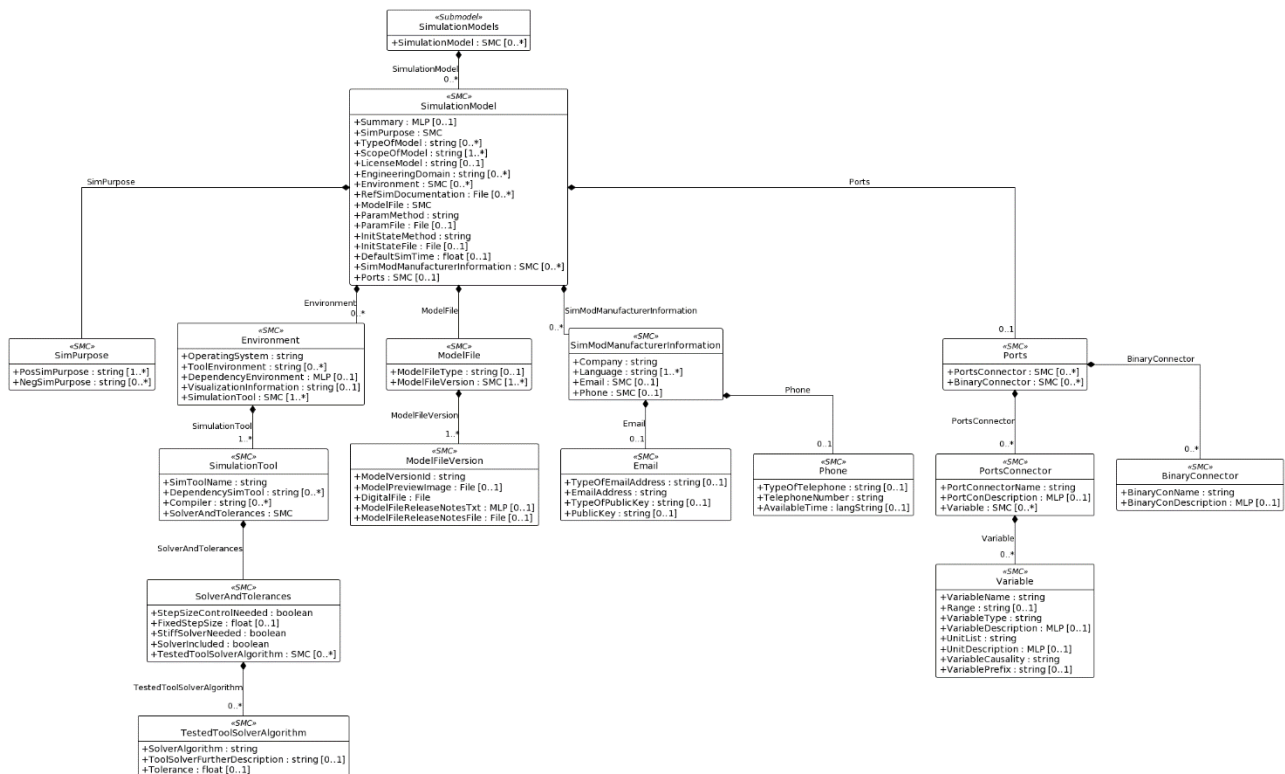 «Submodel»
SimulationModels
+SimulationModel : SMC [0..*]
SimulationModel
0..*
«SMC»
SimulationModel
+Summary : MLP [0..1]
+SimPurpose : SMC
+TypeOfModel : string [0..*]
+ScopeOfModel : string [1..*]
+LicenseModel : string [0..1]
+EngineeringDomain : string [0..*]
+Environment : SMC [0..*]
+RefSimDocumentation : File [0..*]
+ModelFile : SMC
+ParamMethod : string
+ParamFile : File [0..1]
+InitStateMethod : string
+InitStateFile : File [0..1]
+DefaultSimTime : float [0..1]
+SimModManufacturerInformation : SMC [0..*]
+Ports : SMC [0..1]
SimPurpose
Ports
Environment
0..*
ModelFile
SimModManufacturerInformation
0..*
0..1
«SMC»
SimPurpose
+PosSimPurpose : string [1..*]
+NegSimPurpose : string [0..*]
«SMC»
Environment
+OperatingSystem : string
+ToolEnvironment : string [0..*]
+DependencyEnvironment : MLP [0..1]
+VisualizationInformation : string [0..1]
+SimulationTool : SMC [1..*]
«SMC»
ModelFile
+ModelFileType : string [0..1]
+ModelFileVersion : SMC [1..*]
«SMC»
SimModManufacturerInformation
+Company : string
+Language : string [1..*]
+Email : SMC [0..1]
+Phone : SMC [0..1]
«SMC»
Ports
+PortsConnector : SMC [0..*]
+BinaryConnector : SMC [0..*]
BinaryConnector
0..*
SimulationTool
1..*
ModelFileVersion
1..*
Email
0..1
Phone
0..1
PortsConnector
0..*
«SMC»
SimulationTool
+SimToolName : string
+DependencySimTool : string [0..*]
+Compiler : string [0..*]
+SolverAndTolerances : SMC
«SMC»
ModelFileVersion
+ModelVersionId : string
+ModelPreviewImage : File [0..1]
+DigitalFile : File
+ModelFileReleaseNotesTxt : MLP [0..1]
+ModelFileReleaseNotesFile : File [0..1]
«SMC»
Email
+TypeOfEmailAddress : string [0..1]
+EmailAddress : string
+TypeOfPublicKey : string [0..1]
+PublicKey : string [0..1]
«SMC»
Phone
+TypeOfTelephone : string [0..1]
+TelephoneNumber : string
+AvailableTime : langString [0..1]
«SMC»
PortsConnector
+PortConnectorName : string
+PortConDescription : MLP [0..1]
+Variable : SMC [0..*]
«SMC»
BinaryConnector
+BinaryConName : string
+BinaryConDescription : MLP [0..1]
SolverAndTolerances
Variable
0..*
«SMC»
SolverAndTolerances
+StepSizeControlNeeded : boolean
+FixedStepSize : float [0..1]
+StiffSolverNeeded : boolean
+SolverIncluded : boolean
+TestedToolSolverAlgorithm : SMC [0..*]
«SMC»
Variable
+VariableName : string
+Range : string [0..1]
+VariableType : string
+VariableDescription : MLP [0..1]
+UnitList : string
+UnitDescription : MLP [0..1]
+VariableCausality : string
+VariablePrefix : string [0..1]
TestedToolSolverAlgorithm
0..*
«SMC»
TestedToolSolverAlgorithm
+SolverAlgorithm : string
+ToolSolverFurtherDescription : string [0..1]
+Tolerance : float [0..1]